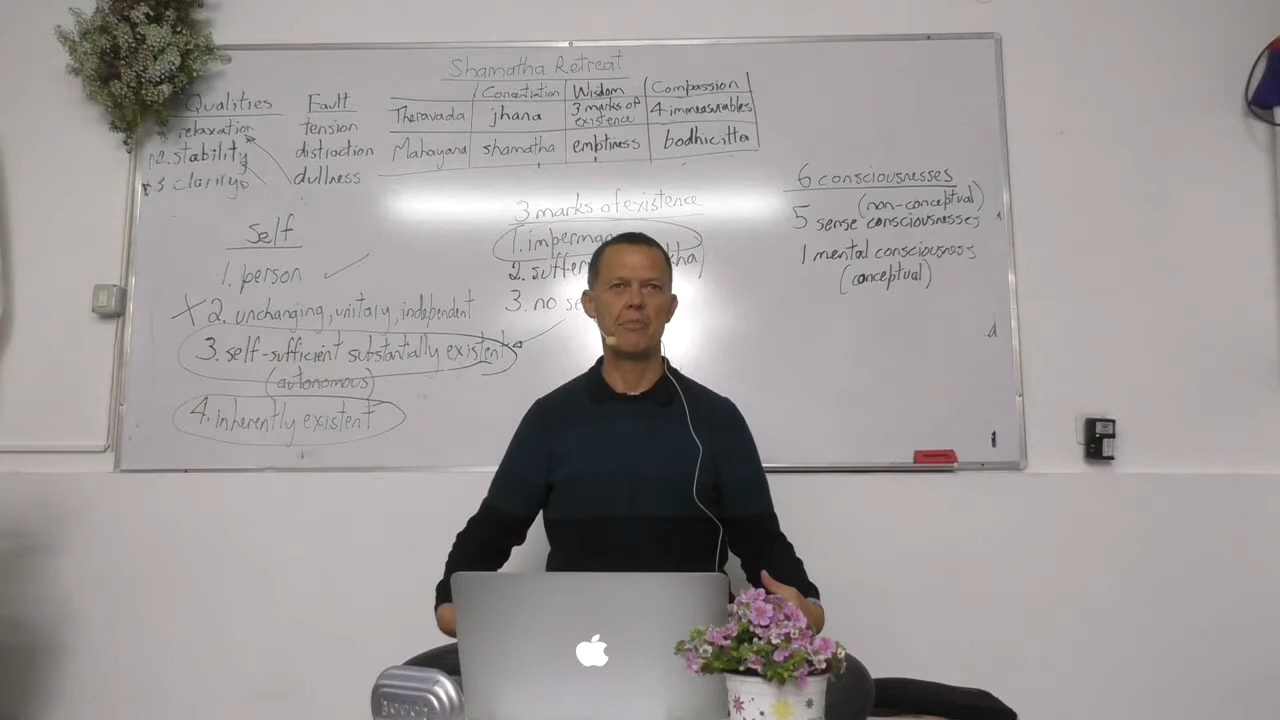 Shamatha Retreat
Concentration Wisdom Compassion
Theravada jhana 3 marks of existence 4 immeasurables
Mahayana shamatha emptiness bodhicitta
Qualities Fault
relaxation tension
2. stability distraction
3 clarity dullness
Self
1. person
X 2. unchanging, unitary, independent
3. self-sufficient substantially existent
(autonomous)
4. inherently existent
3 marks of existence
1.
2.
3. no
6 consciousnesses
(non-conceptual)
5 sense consciousnesses
1 mental consciousness
(conceptual)